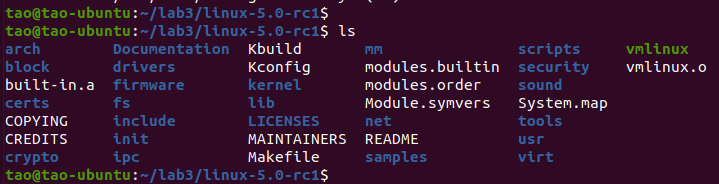 tao@tao-ubuntu:~/lab3/linux-5.0-rc1$
tao@tao-ubuntu:~/lab3/linux-5.0-rc1$ ls
arch Documentation Kbuild mm scripts vmlinux
block drivers Kconfig modules.builtin security vmlinux.o
built-in.a firmware kernel modules.order sound
certs fs lib Module.symvers System.map
COPYING include LICENSES net tools
CREDITS init MAINTAINERS README usr
crypto ipc Makefile samples virt
tao@tao-ubuntu:~/lab3/linux-5.0-rc1$